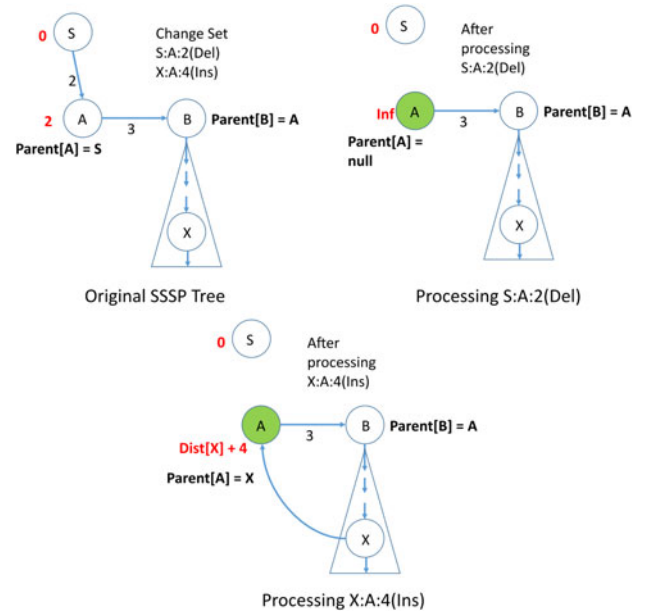 0
S
Change Set
S:A:2(Del)
X:A:4(Ins)
2
2
A
3
B
Parent[B] = A
Parent[A] = S
X
Original SSSP Tree
0
S
After
processing
S:A:2(Del)
Inf
A
3
B
Parent[B] = A
Parent[A] =
null
X
Processing S:A:2(Del)
0
S
After
processing
X:A:4(Ins)
A
3
B
Parent[B] = A
Dist[X] + 4
Parent[A] = X
X
Processing X:A:4(Ins)